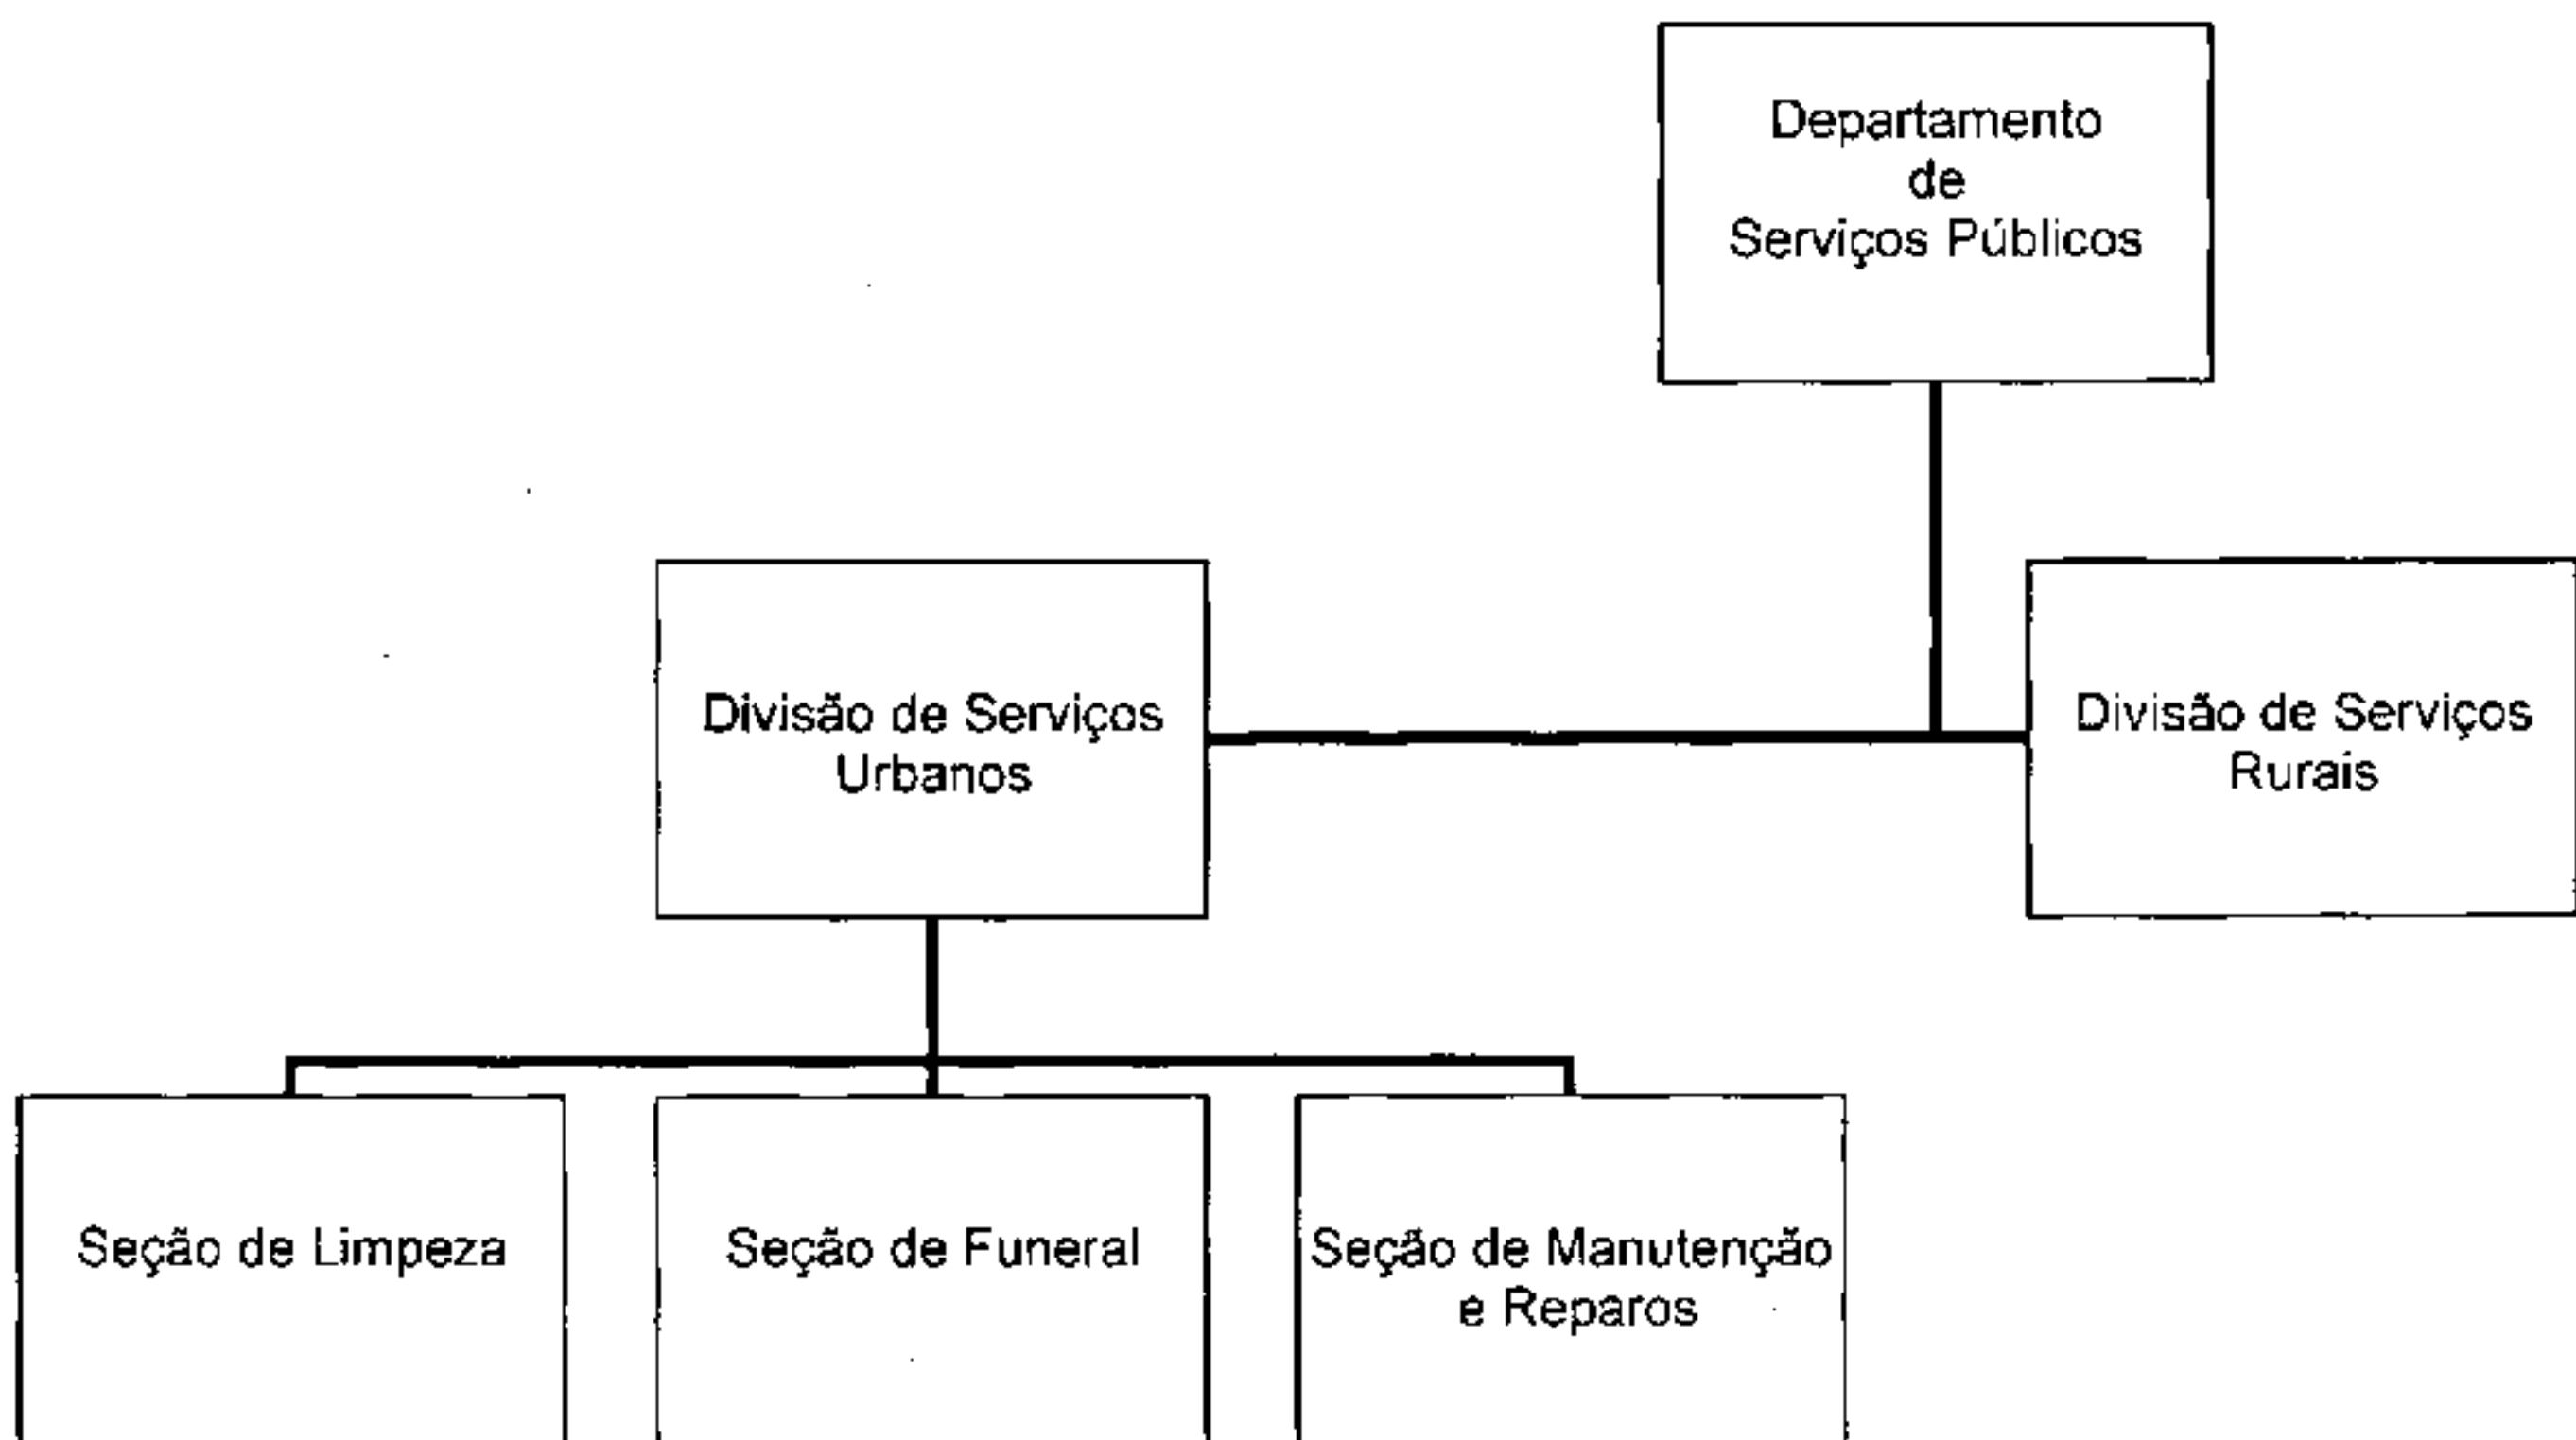 Departamento
de
Serviços Públicos
Divisão de Serviços
Urbanos
Divisão de Serviços
Rurais
Seção de Limpeza
Seção de Funeral
Seção de Manutenção
e Reparos